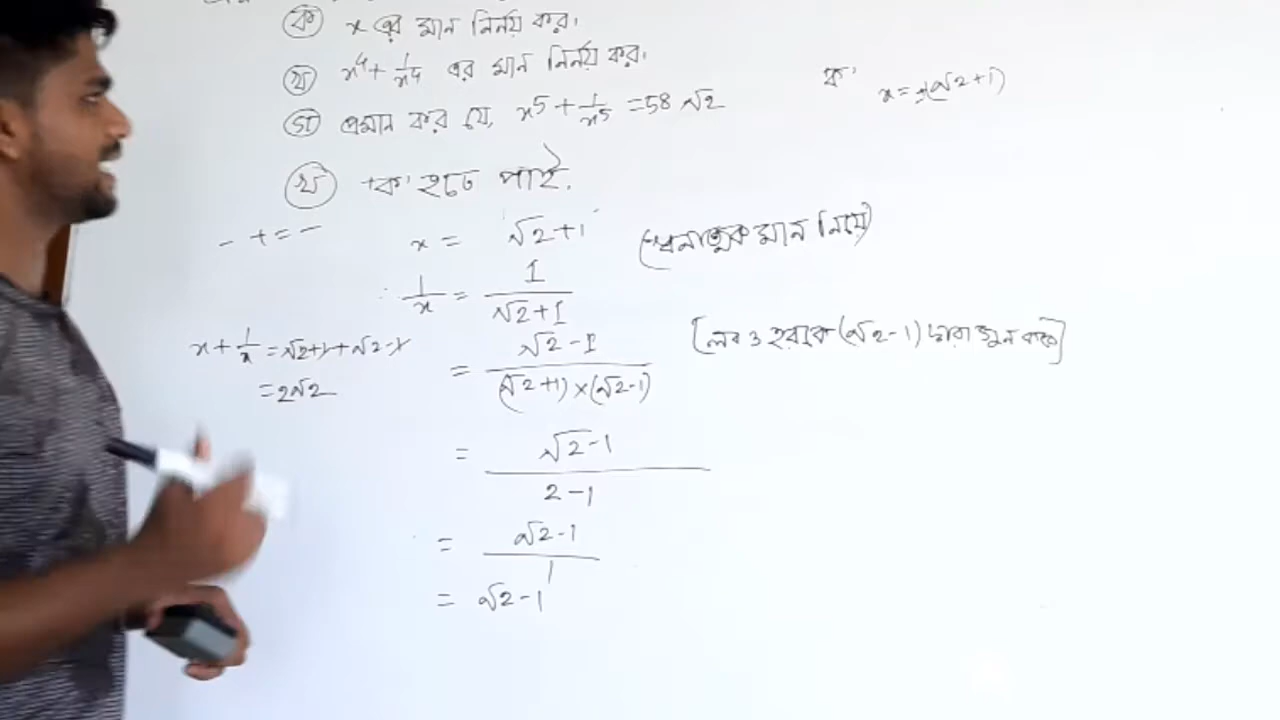 ক x এর মান নির্নয় কর।
খ x⁴ + 1/x⁴ এর মান নির্নয় কর।
গ প্রমান কর যে, x⁵ + 1/x⁵ = 58√2
ক' x = (√2+1)
খ 'ক' হতে পাই,
- + = -
x = √2+1 (ধনাত্মক মান নিয়ে)
1/x = 1/(√2+1)
= (√2-1)/((√2+1)×(√2-1)) [লব ও হরকে (√2-1) দ্বারা গুন করে]
x + 1/x = √2+1+√2-1
= 2√2
= (√2-1)/(2-1)
= (√2-1)/1
= √2-1